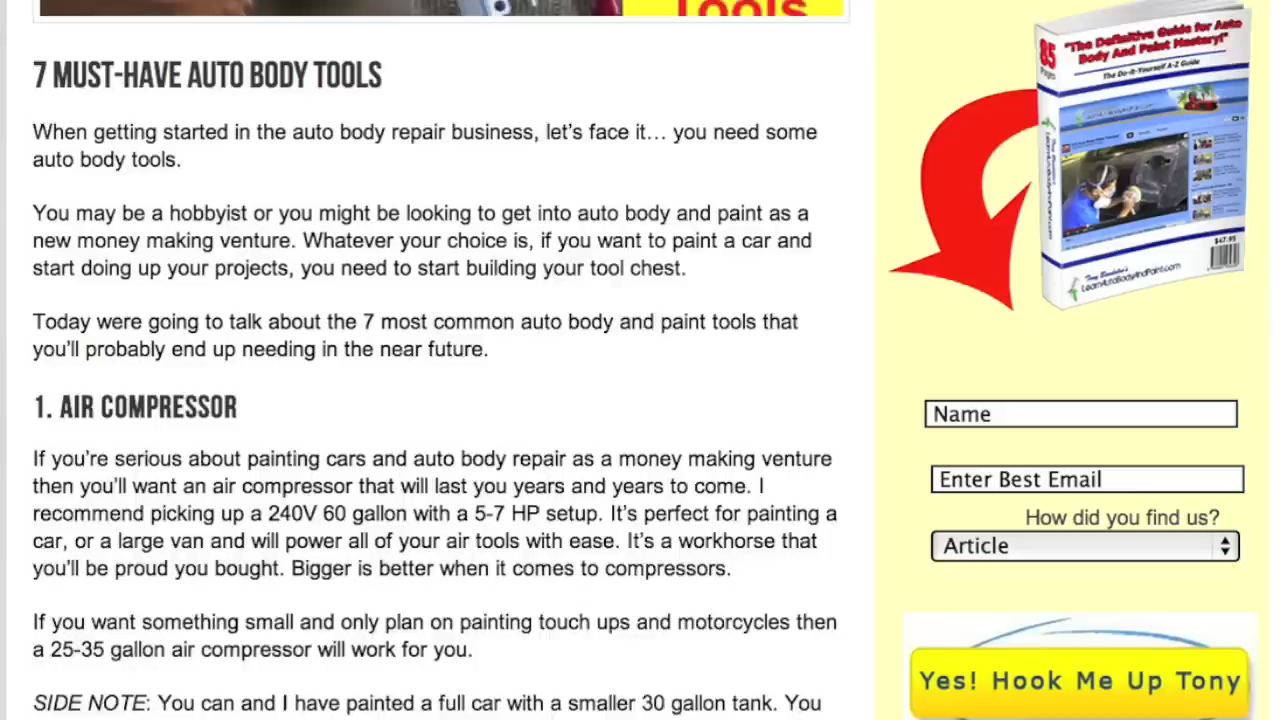 Tools
7 MUST-HAVE AUTO BODY TOOLS
When getting started in the auto body repair business, let's face it… you need some
auto body tools.
You may be a hobbyist or you might be looking to get into auto body and paint as a
new money making venture. Whatever your choice is, if you want to paint a car and
start doing up your projects, you need to start building your tool chest.
Today were going to talk about the 7 most common auto body and paint tools that
you'll probably end up needing in the near future.
1. AIR COMPRESSOR
If you're serious about painting cars and auto body repair as a money making venture
then you'll want an air compressor that will last you years and years to come. I
recommend picking up a 240V 60 gallon with a 5-7 HP setup. It's perfect for painting a
car, or a large van and will power all of your air tools with ease. It's a workhorse that
you'll be proud you bought. Bigger is better when it comes to compressors.
If you want something small and only plan on painting touch ups and motorcycles then
a 25-35 gallon air compressor will work for you.
SIDE NOTE: You can and I have painted a full car with a smaller 30 gallon tank. You
85
Pages
"The Definitive Guide for Auto
Body And Paint Mastery!"
The Do-It-Yourself A-Z Guide
$47.95
LearnAutoBodyAndPaint.com
Name
Enter Best Email
How did you find us?
Article
Yes! Hook Me Up Tony